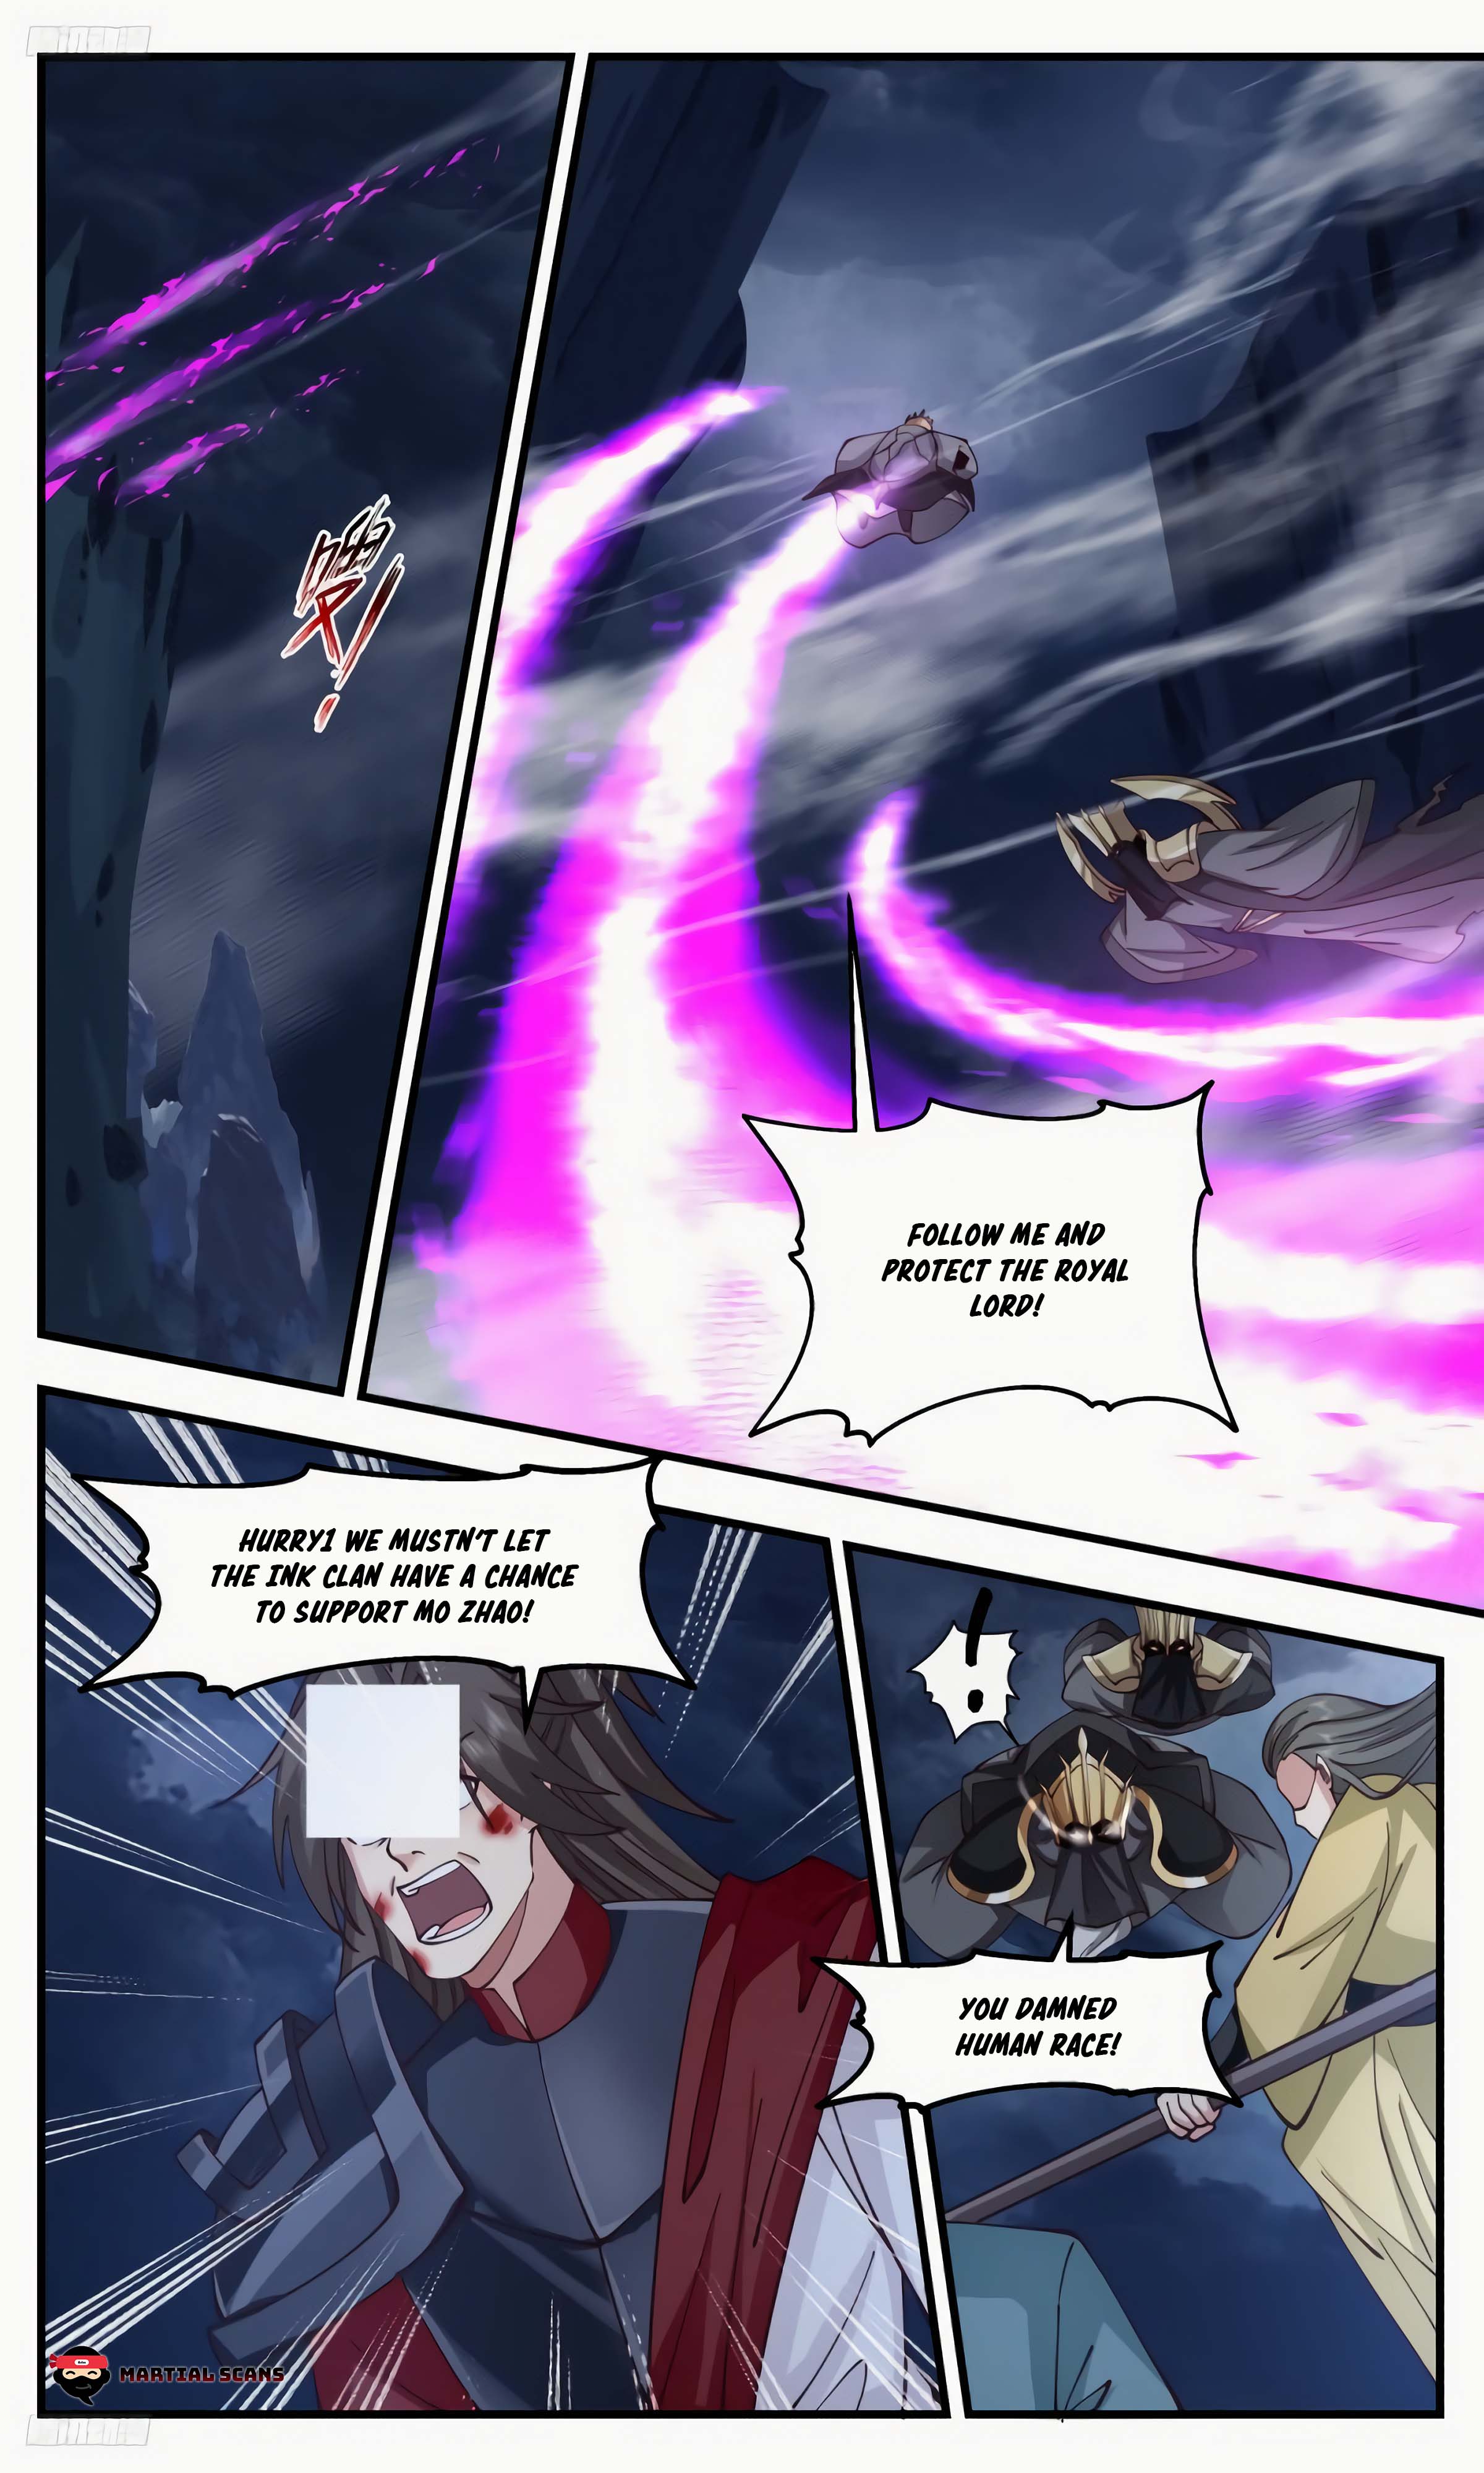 唰!
FOLLOW ME AND
PROTECT THE ROYAL
LORD!
HURRY1 WE MUSTN'T LET
THE INK CLAN HAVE A CHANCE
TO SUPPORT MO ZHAO!
!
YOU DAMNED
HUMAN RACE!
MARTIAL SCANS